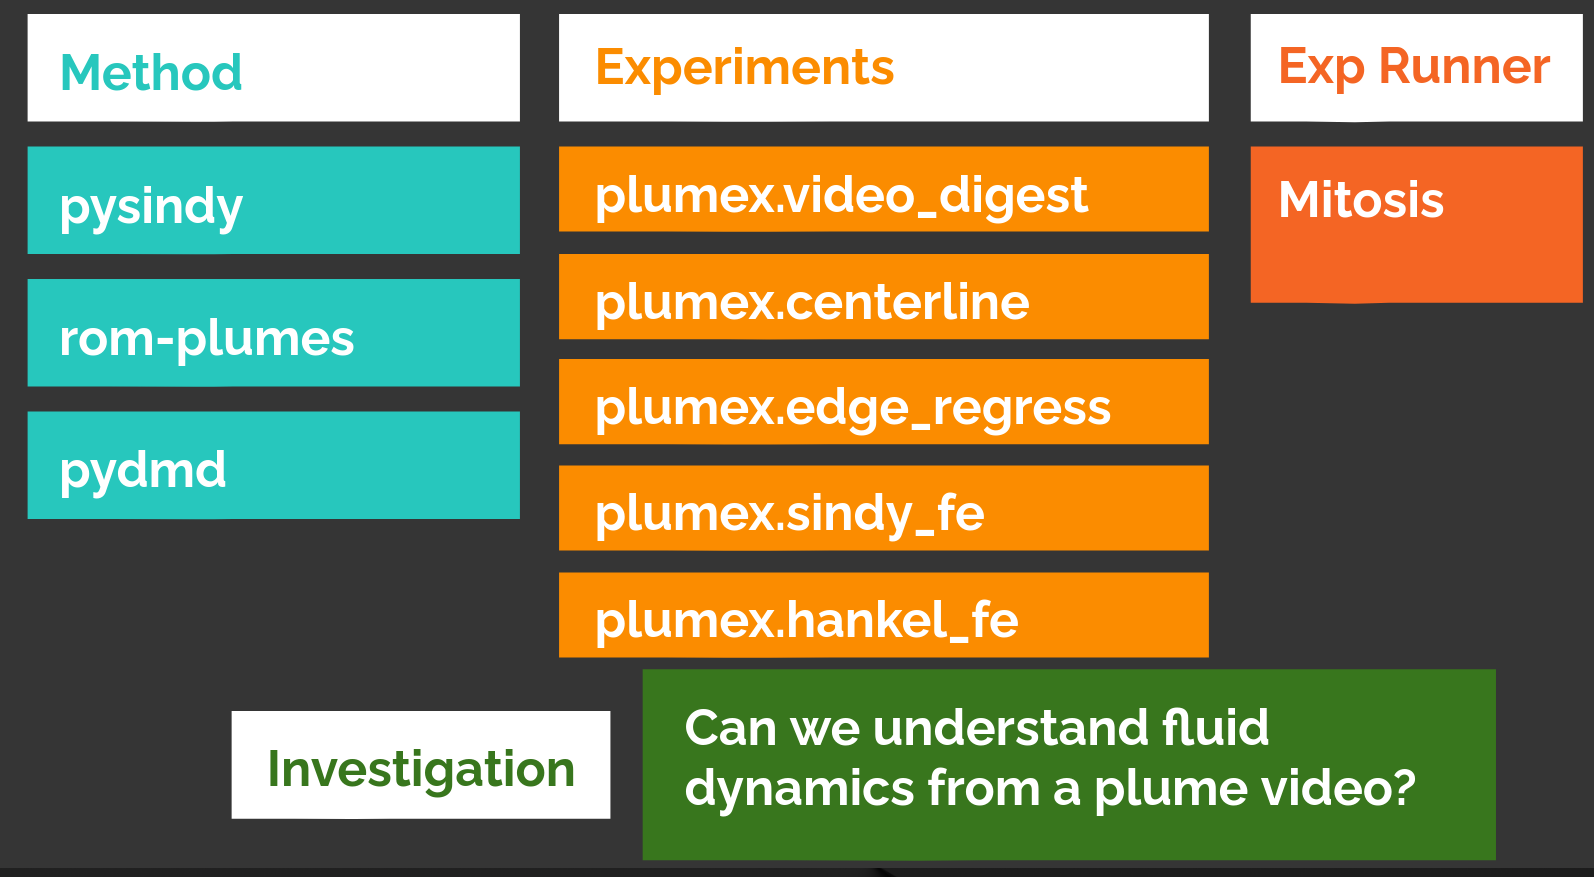 Method
Experiments
Exp Runner
pysindy
rom-plumes
pydmd
plumex.video_digest
plumex.centerline
plumex.edge_regress
plumex.sindy_fe
plumex.hankel_fe
Mitosis
Investigation
Can we understand fluid
dynamics from a plume video?